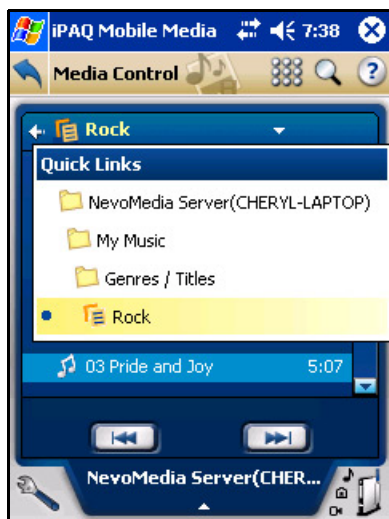 iPAQ Mobile Media 7:38
Media Control
?
Rock
Quick Links
NevoMedia Server(CHERYL-LAPTOP)
My Music
Genres / Titles
Rock
03 Pride and Joy 5:07
NevoMedia Server(CHER...